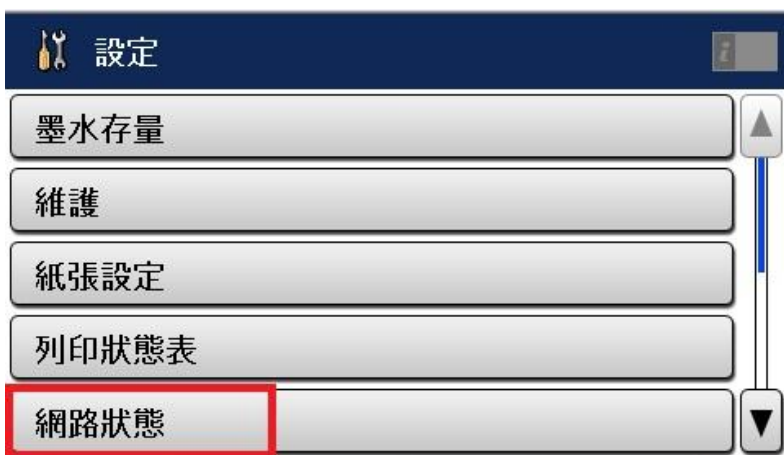 設定
墨水存量
維護
紙張設定
列印狀態表
網路狀態